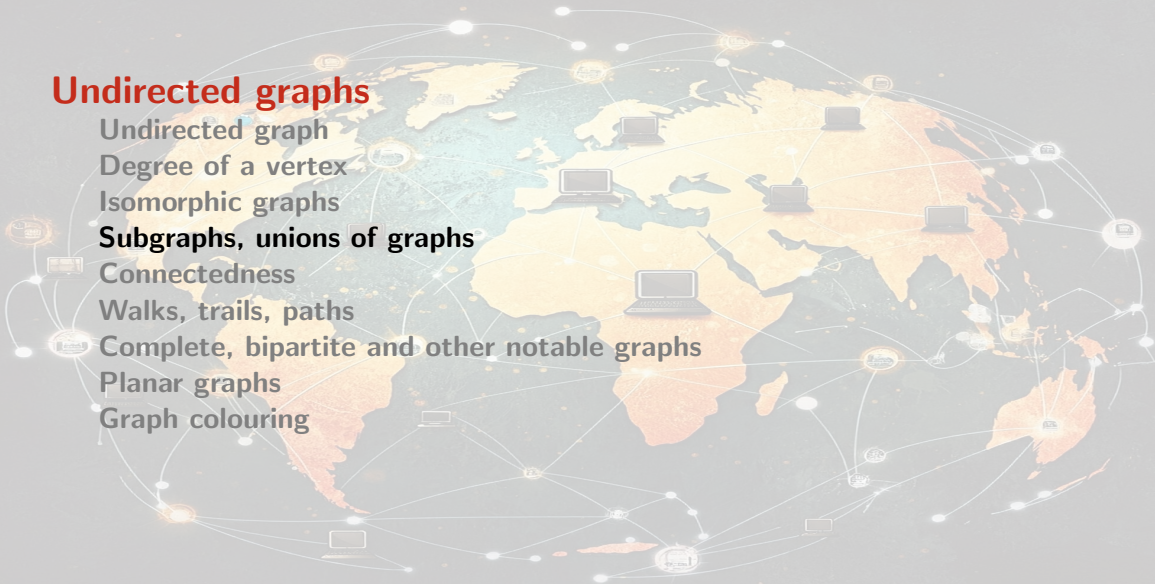 Undirected graphs
Undirected graph
Degree of a vertex
Isomorphic graphs
Subgraphs, unions of graphs
Connectedness
Walks, trails, paths
Complete, bipartite and other notable graphs
Planar graphs
Graph colouring